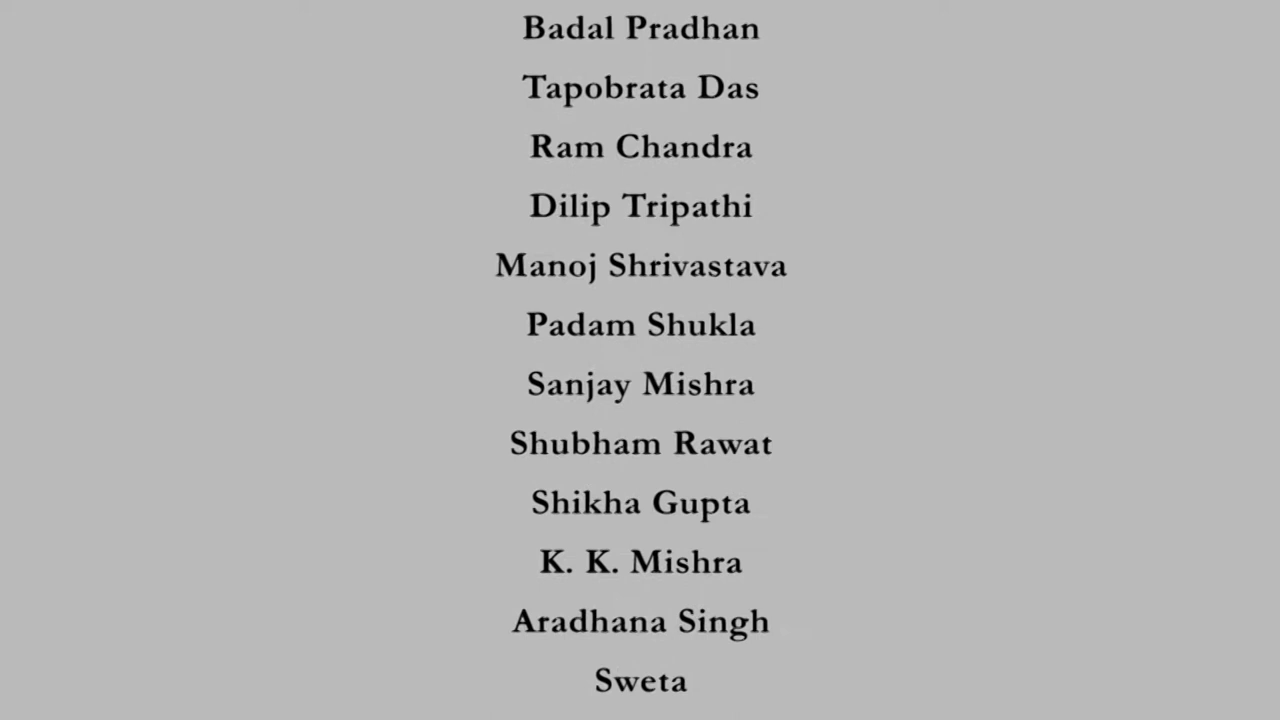 Badal Pradhan
Tapobrata Das
Ram Chandra
Dilip Tripathi
Manoj Shrivastava
Padam Shukla
Sanjay Mishra
Shubham Rawat
Shikha Gupta
K. K. Mishra
Aradhana Singh
Sweta